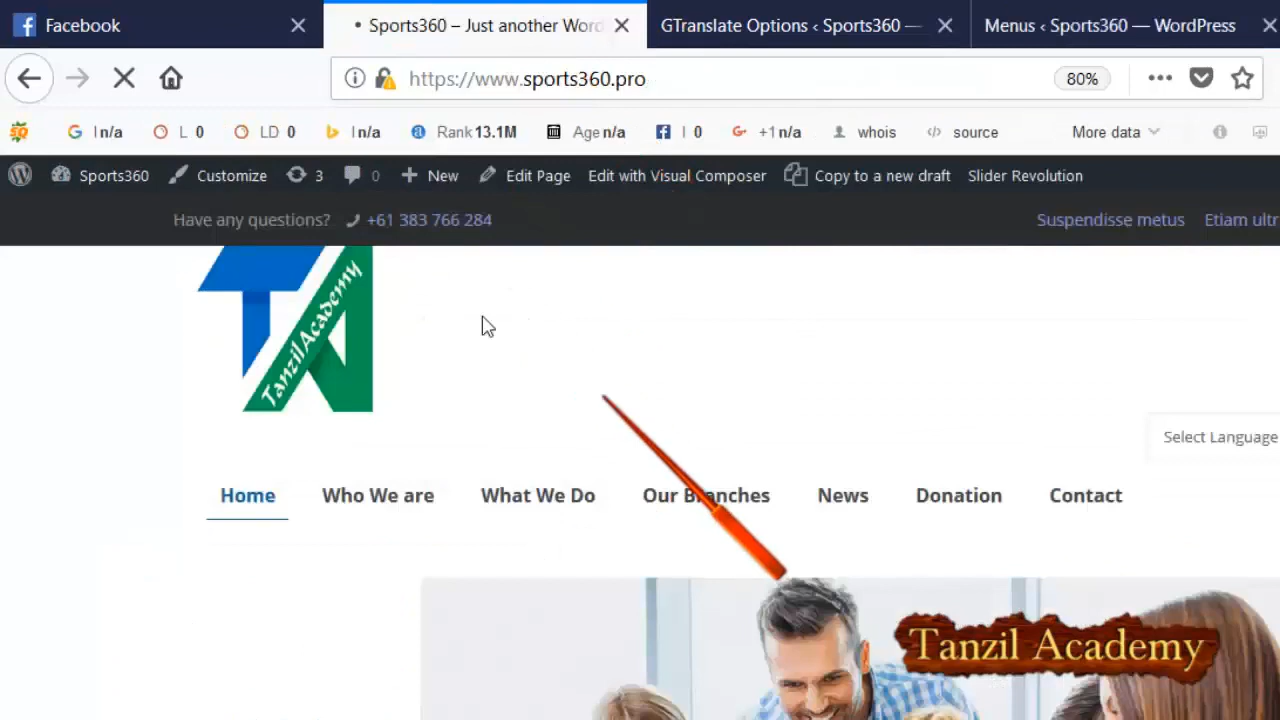 Facebook
Sports360 – Just another Word
GTranslate Options ‹ Sports360 —
Menus ‹ Sports360 — WordPress
https://www.sports360.pro
80%
SQ
I n/a
L 0
LD 0
I n/a
Rank 13.1M
Age n/a
I 0
+1 n/a
whois
source
More data
Sports360
Customize
3
0
New
Edit Page
Edit with Visual Composer
Copy to a new draft
Slider Revolution
Have any questions?
+61 383 766 284
Suspendisse metus
Etiam ultr
Tanzil Academy
Select Language
Home
Who We are
What We Do
Our Branches
News
Donation
Contact
Tanzil Academy